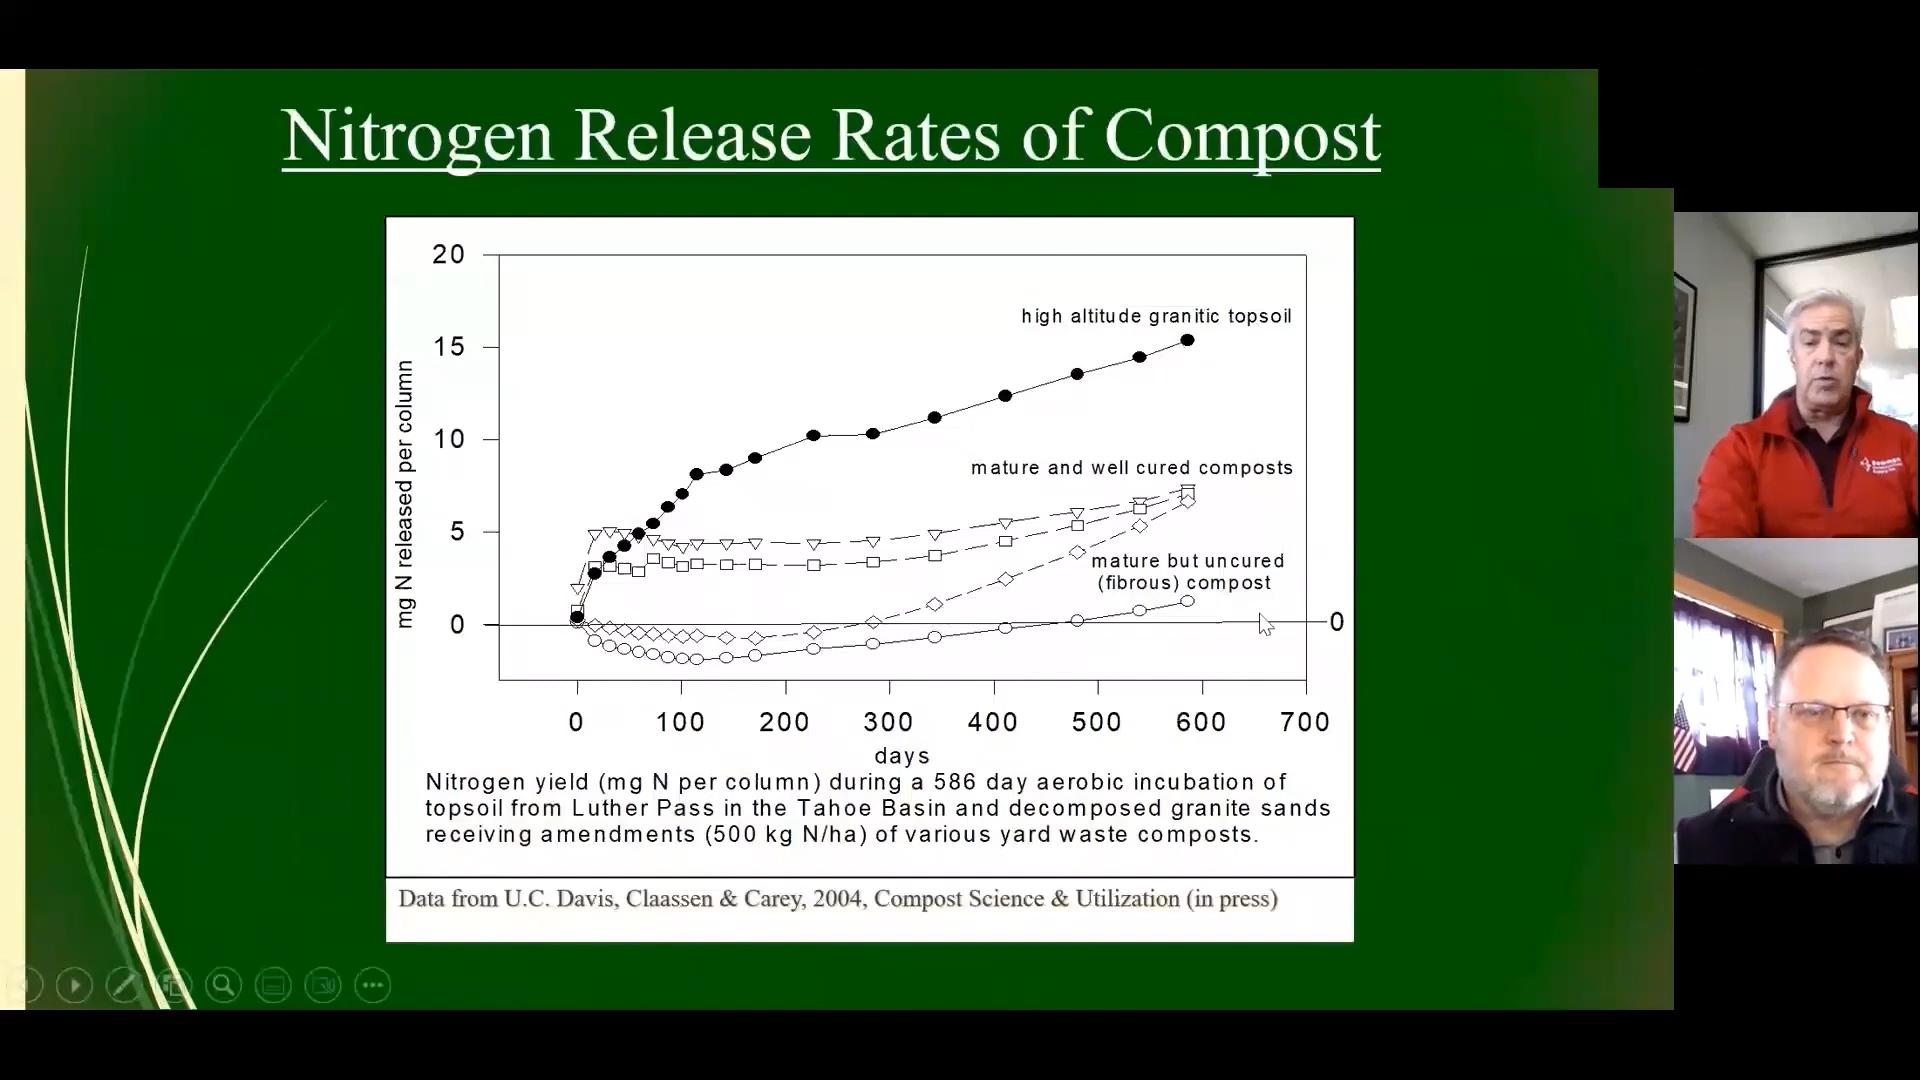 Nitrogen Release Rates of Compost
20
15
10
5
0
mg N released per column
high altitude granitic topsoil
mature and well cured composts
mature but uncured
(fibrous) compost
0
0 100 200 300 400 500 600 700
days
Nitrogen yield (mg N per column) during a 586 day aerobic incubation of
topsoil from Luther Pass in the Tahoe Basin and decomposed granite sands
receiving amendments (500 kg N/ha) of various yard waste composts.
Data from U.C. Davis, Claassen & Carey, 2004, Compost Science & Utilization (in press)